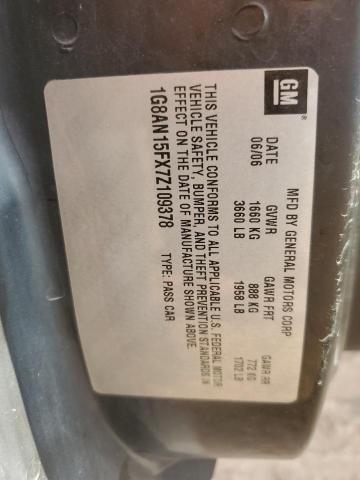 GM
®
MFD BY GENERAL MOTORS CORP
DATE GVWR GAWR FRT GAWR RR
06/06 1660 KG 888 KG 772 KG
3660 LB 1958 LB 1702 LB
THIS VEHICLE CONFORMS TO ALL APPLICABLE U.S. FEDERAL MOTOR
VEHICLE SAFETY, BUMPER, AND THEFT PREVENTION STANDARDS IN
EFFECT ON THE DATE OF MANUFACTURE SHOWN ABOVE.
1G8AN15FX7Z109378 TYPE: PASS CAR